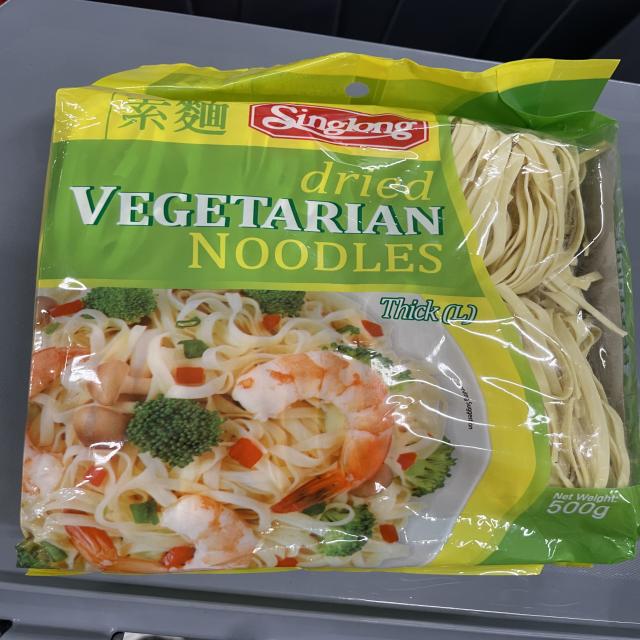 素麵
Singlong
dried
VEGETARIAN
NOODLES
Thick (L)
Net Weight
500g